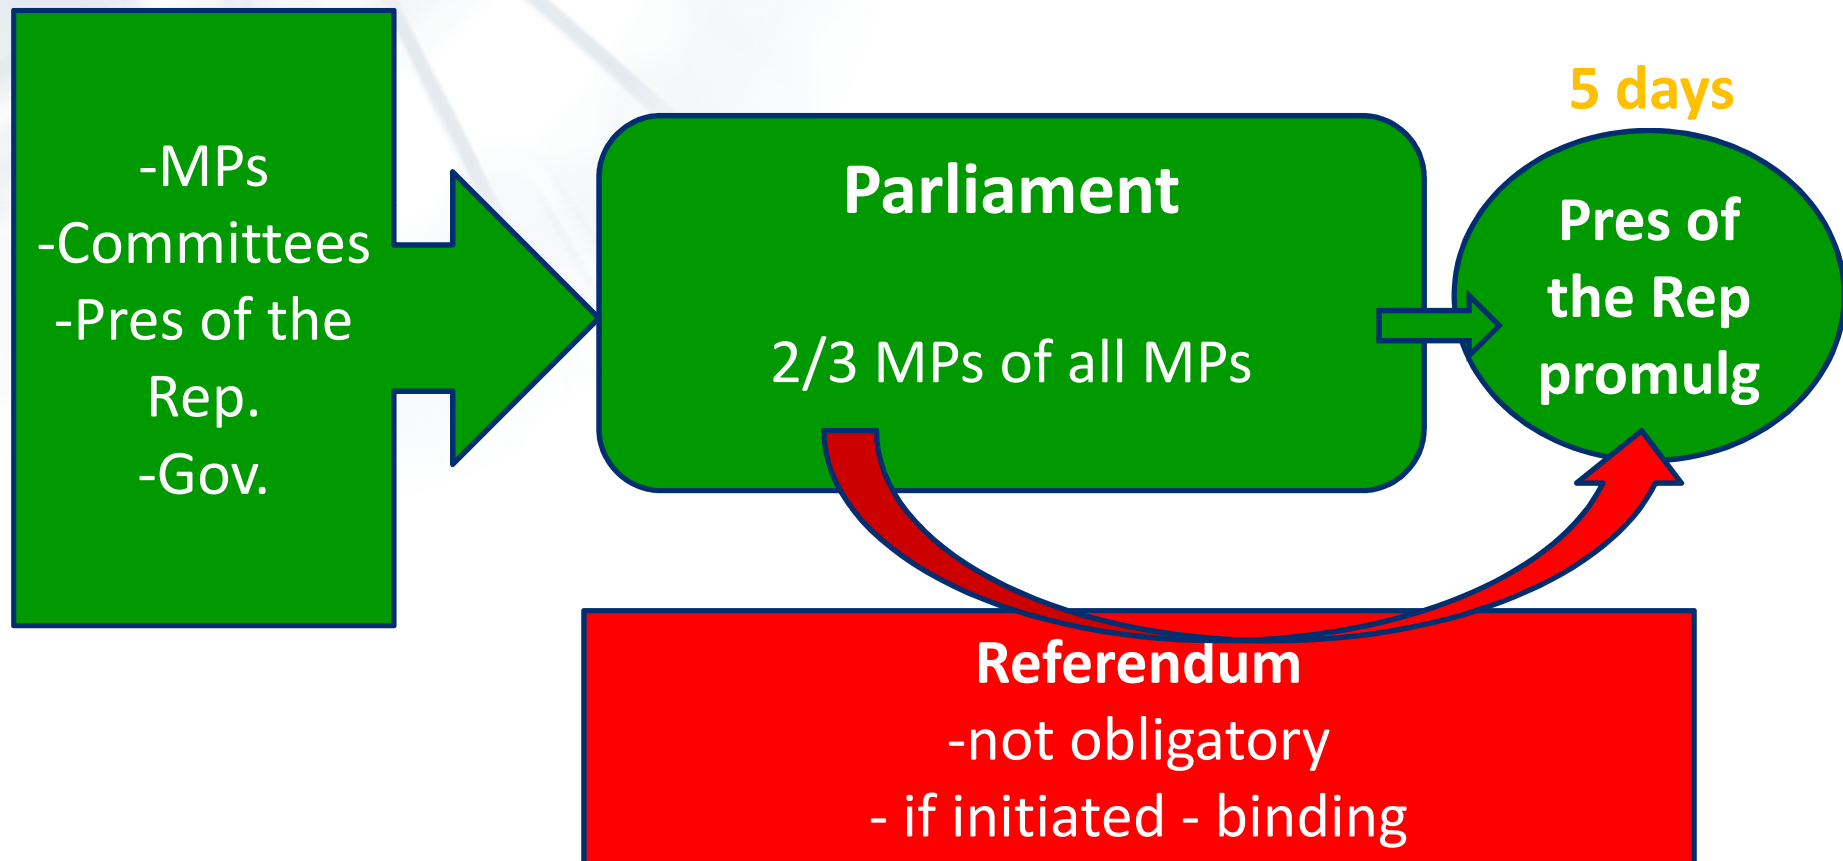 -MPs
-Committees
-Pres of the
Rep.
-Gov.
Parliament
2/3 MPs of all MPs
5 days
Pres of
the Rep
promulg
Referendum
-not obligatory
- if initiated - binding